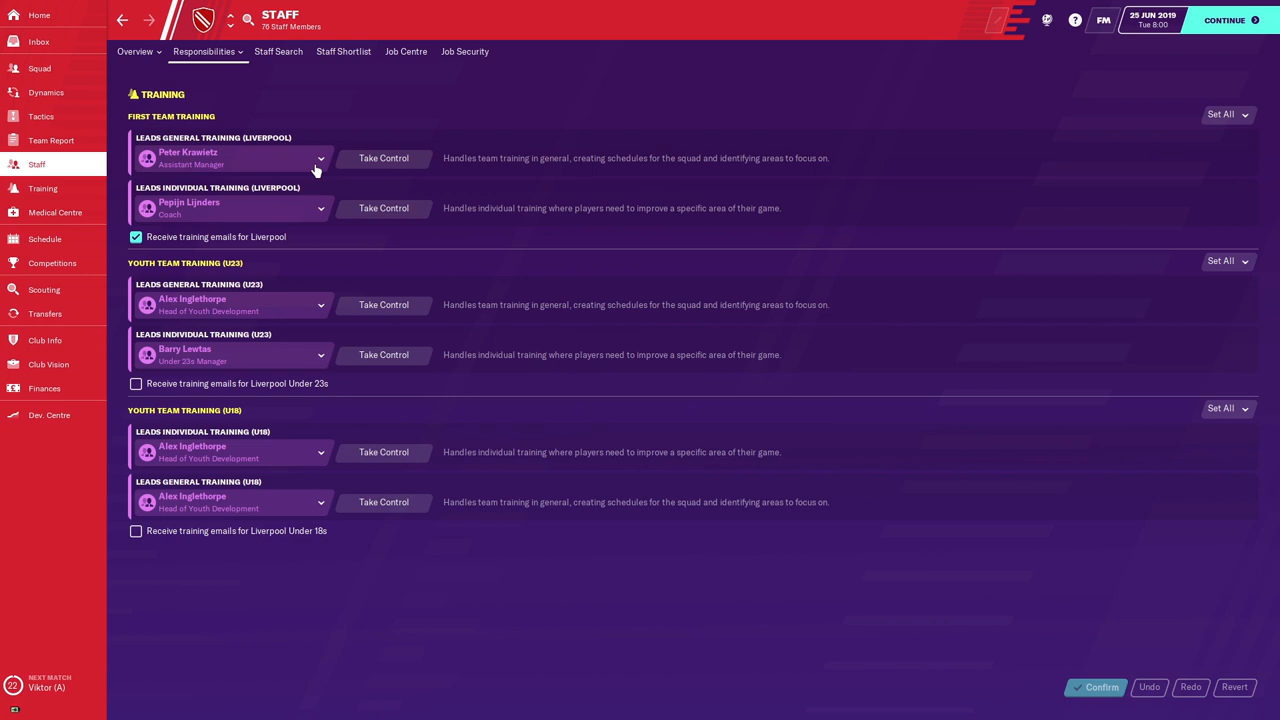 Home
Inbox
Squad
Dynamics
Tactics
Team Report
Staff
Training
Medical Centre
Schedule
Competitions
Scouting
Transfers
Club Info
Club Vision
Finances
Dev. Centre
22
NEXT MATCH
Viktor (A)
STAFF
76 Staff Members
?
FM
25 JUN 2019
Tue 8:00
CONTINUE
Overview
Responsibilities
Staff Search
Staff Shortlist
Job Centre
Job Security
TRAINING
FIRST TEAM TRAINING
Set All
LEADS GENERAL TRAINING (LIVERPOOL)
Peter Krawietz
Assistant Manager
Take Control
Handles team training in general, creating schedules for the squad and identifying areas to focus on.
LEADS INDIVIDUAL TRAINING (LIVERPOOL)
Pepijn Lijnders
Coach
Take Control
Handles individual training where players need to improve a specific area of their game.
Receive training emails for Liverpool
YOUTH TEAM TRAINING (U23)
Set All
LEADS GENERAL TRAINING (U23)
Alex Inglethorpe
Head of Youth Development
Take Control
Handles team training in general, creating schedules for the squad and identifying areas to focus on.
LEADS INDIVIDUAL TRAINING (U23)
Barry Lewtas
Under 23s Manager
Take Control
Handles individual training where players need to improve a specific area of their game.
Receive training emails for Liverpool Under 23s
YOUTH TEAM TRAINING (U18)
Set All
LEADS INDIVIDUAL TRAINING (U18)
Alex Inglethorpe
Head of Youth Development
Take Control
Handles individual training where players need to improve a specific area of their game.
LEADS GENERAL TRAINING (U18)
Alex Inglethorpe
Head of Youth Development
Take Control
Handles team training in general, creating schedules for the squad and identifying areas to focus on.
Receive training emails for Liverpool Under 18s
Confirm
Undo
Redo
Revert